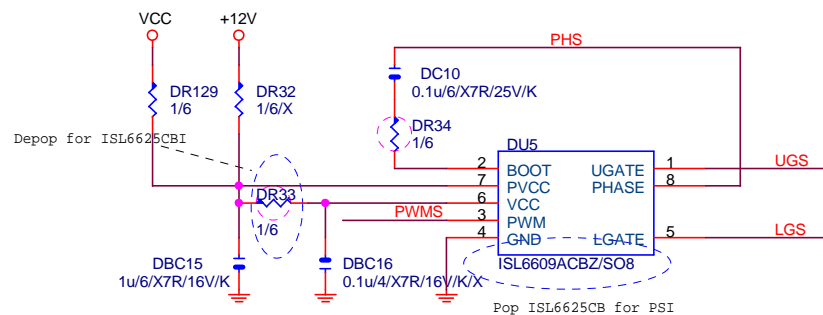 VCC
+12V
PHS
DR129
1/6
DR32
1/6/X
DC10
0.1u/6/X7R/25V/K
Depop for ISL6625CBI
DR34
1/6
DU5
2
BOOT
UGATE
1
UGS
7
PVCC
PHASE
8
DR33
1/6
6
VCC
PWMS
3
PWM
4
GND
LGATE
5
LGS
DBC15
1u/6/X7R/16V/K
DBC16
0.1u/4/X7R/16V/K/X
ISL6609ACBZ/SO8
Pop ISL6625CB for PSI